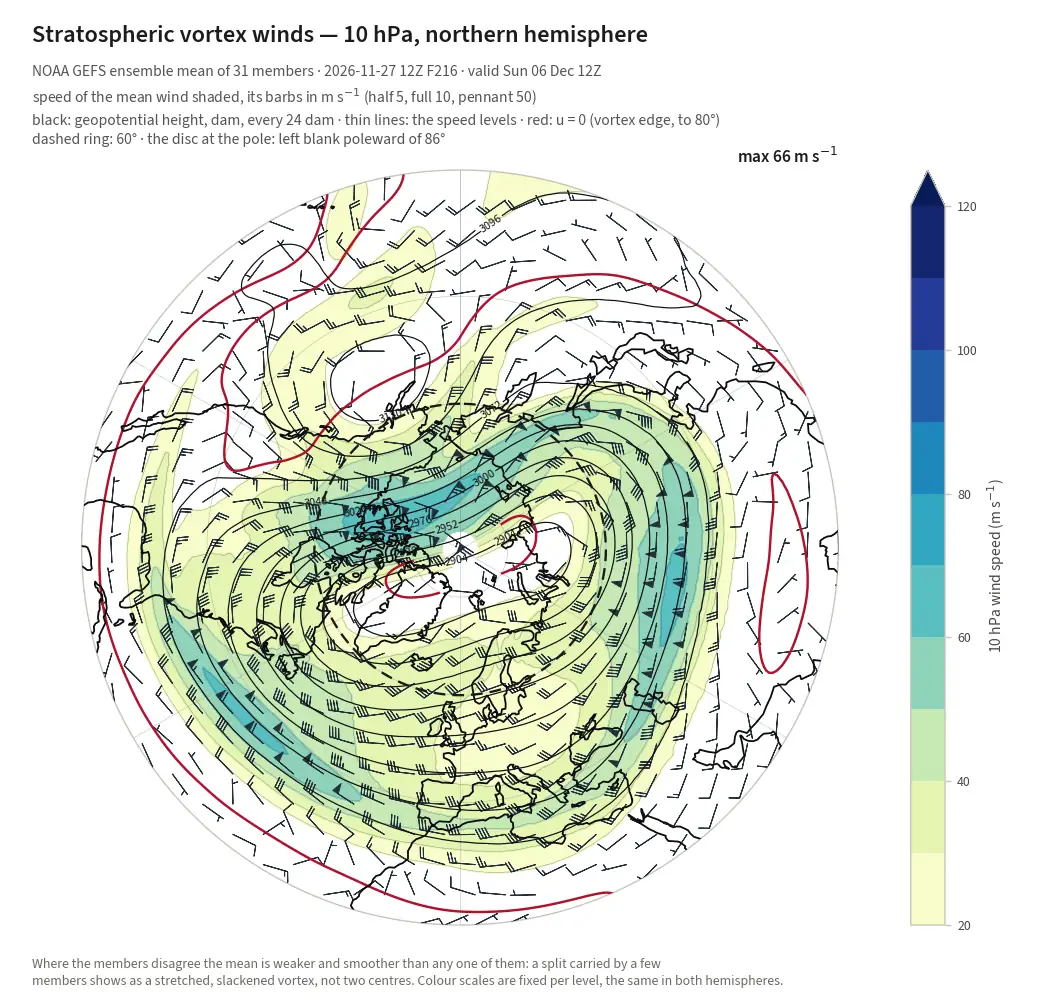 Stratospheric vortex winds — 10 hPa, northern hemisphere
NOAA GEFS ensemble mean of 31 members · 2026-11-27 12Z F216 · valid Sun 06 Dec 12Z
speed of the mean wind shaded, its barbs in m s⁻¹ (half 5, full 10, pennant 50)
black: geopotential height, dam, every 24 dam · thin lines: the speed levels · red: u = 0 (vortex edge, to 80°)
dashed ring: 60° · the disc at the pole: left blank poleward of 86°
max 66 m s⁻¹
3096
3000
2976
2952
2904
120
100
80
60
40
20
10 hPa wind speed (m s⁻¹)
Where the members disagree the mean is weaker and smoother than any one of them: a split carried by a few
members shows as a stretched, slackened vortex, not two centres. Colour scales are fixed per level, the same in both hemispheres.